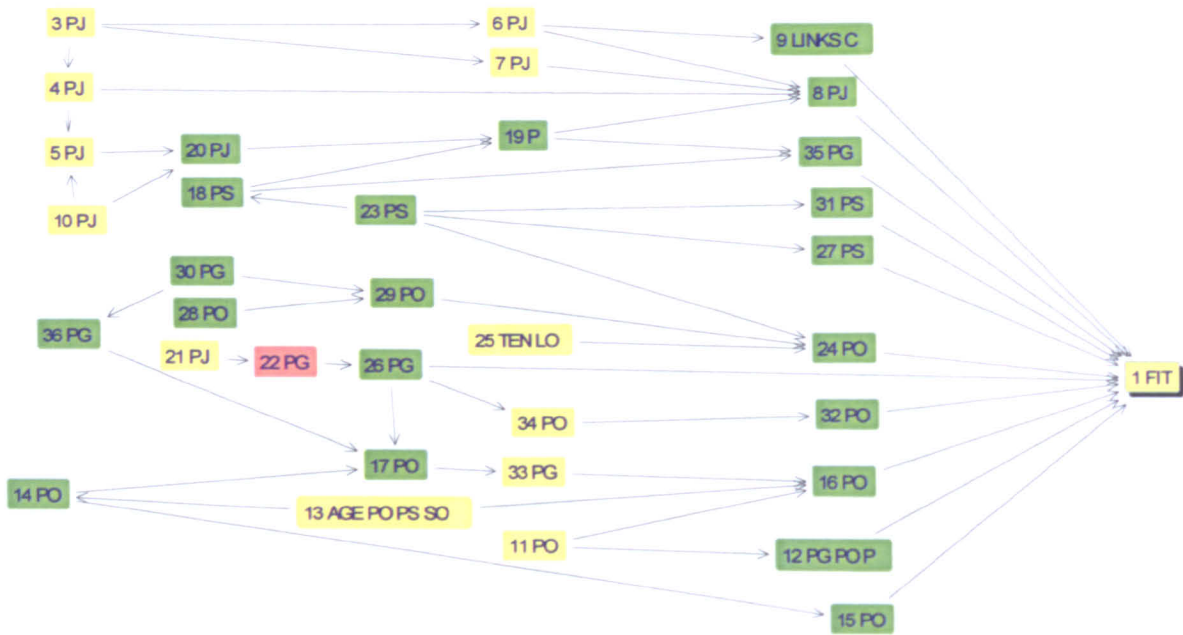 3 PJ
6 PJ
9 LINKS C
7 PJ
4 PJ
8 PJ
19 P
5 PJ
20 PJ
35 PG
18 PS
31 PS
23 PS
10 PJ
27 PS
30 PG
29 PO
28 PO
36 PG
25 TEN LO
24 PO
21 PJ
22 PG
26 PG
1 FIT
34 PO
32 PO
17 PO
33 PG
16 PO
14 PO
13 AGE PO PS SO
11 PO
12 PG PO P
15 PO